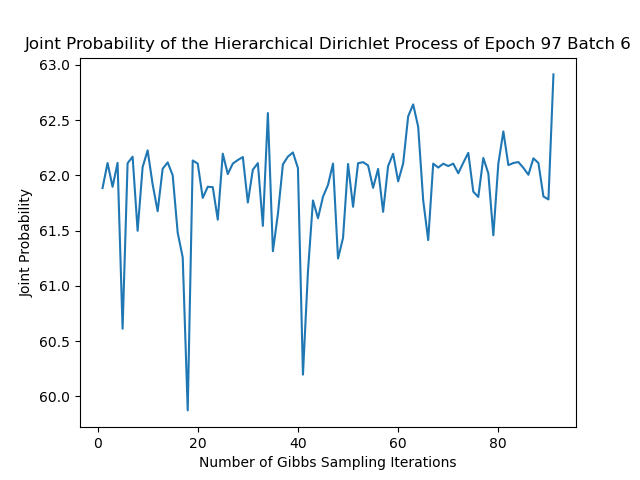 Joint Probability of the Hierarchical Dirichlet Process of Epoch 97 Batch 6
63.0
62.5
62.0
61.5
61.0
60.5
60.0
Joint Probability
0 20 40 60 80
Number of Gibbs Sampling Iterations